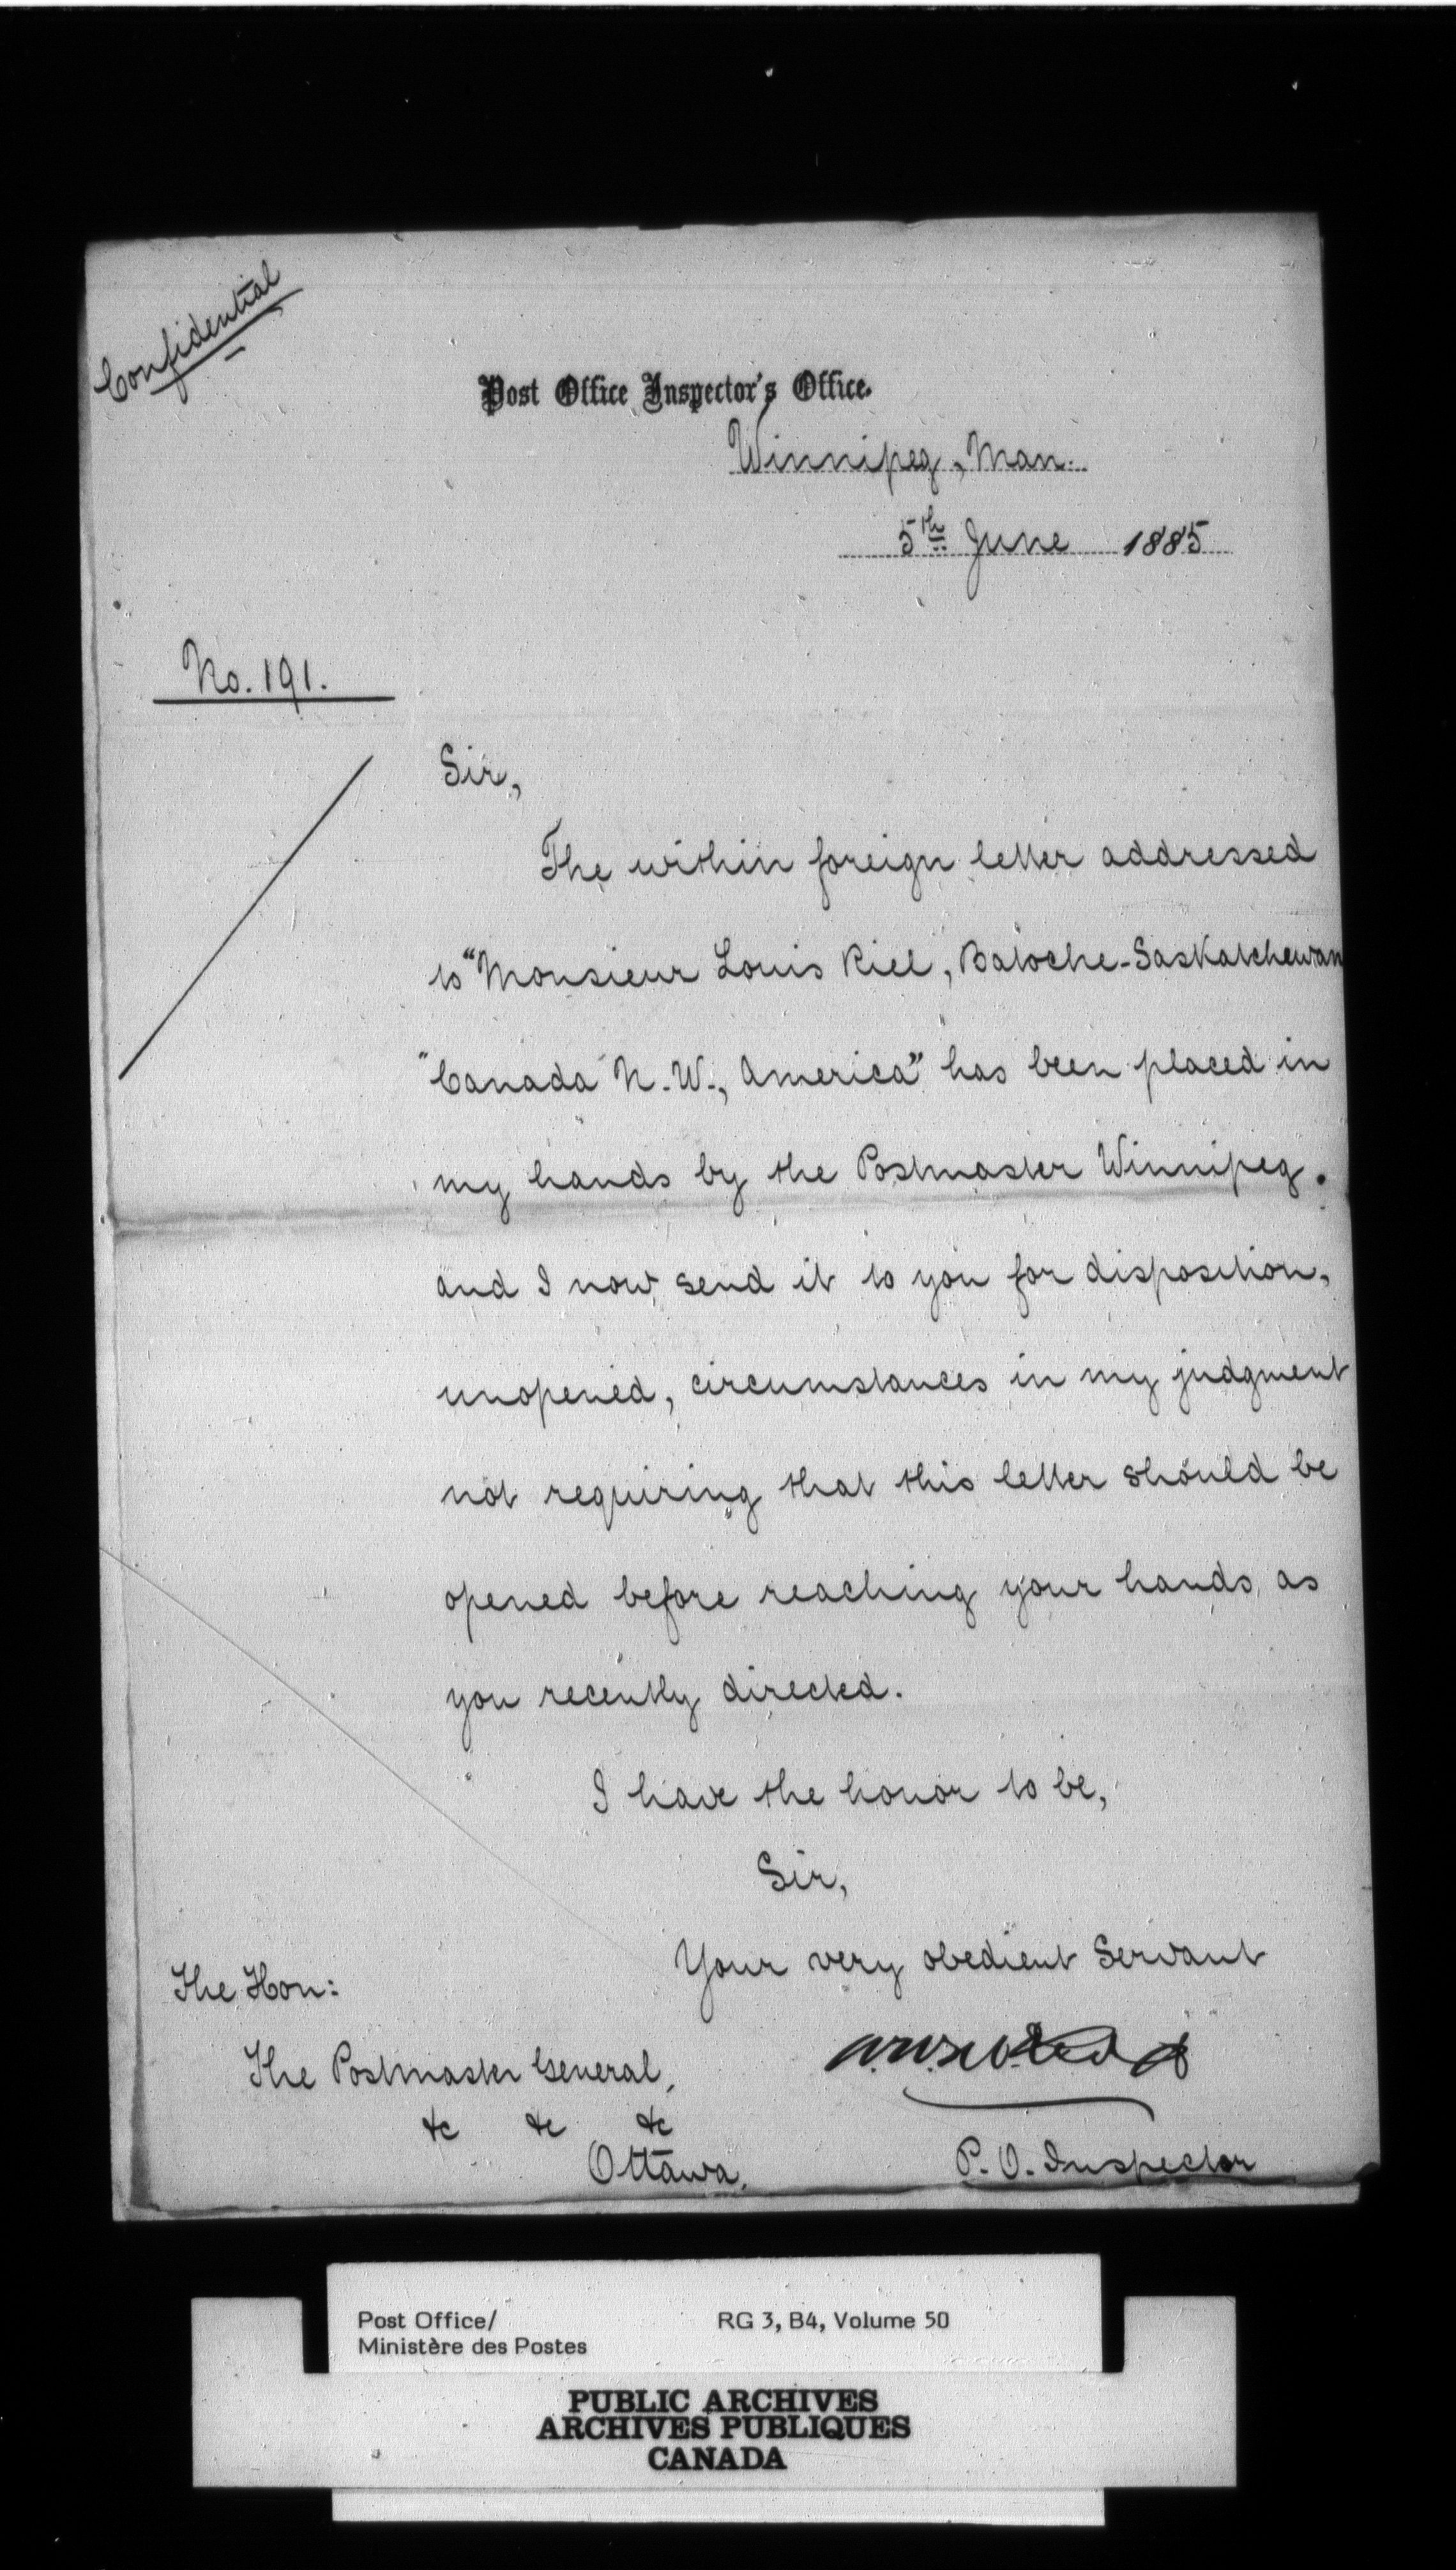 Confidential
Post Office Inspector's Office.
Winnipeg, Man.
5th June 1885
No. 191.
Sir,
The within foreign letter addressed
to "Monsieur Louis Riel, Batoche-Saskatchewan
"Canada N.W., America" has been placed in
my hands by the Postmaster Winnipeg.
and I now send it to you for disposition,
unopened, circumstances in my judgment
not requiring that this letter should be
opened before reaching your hands, as
you recently directed.
I have the honor to be,
Sir,
Your very obedient Servant
The Hon:
The Postmaster General,
&c &c &c
Ottawa.
P. O. Inspector
Post Office/ RG 3, B4, Volume 50
Ministère des Postes
PUBLIC ARCHIVES
ARCHIVES PUBLIQUES
CANADA